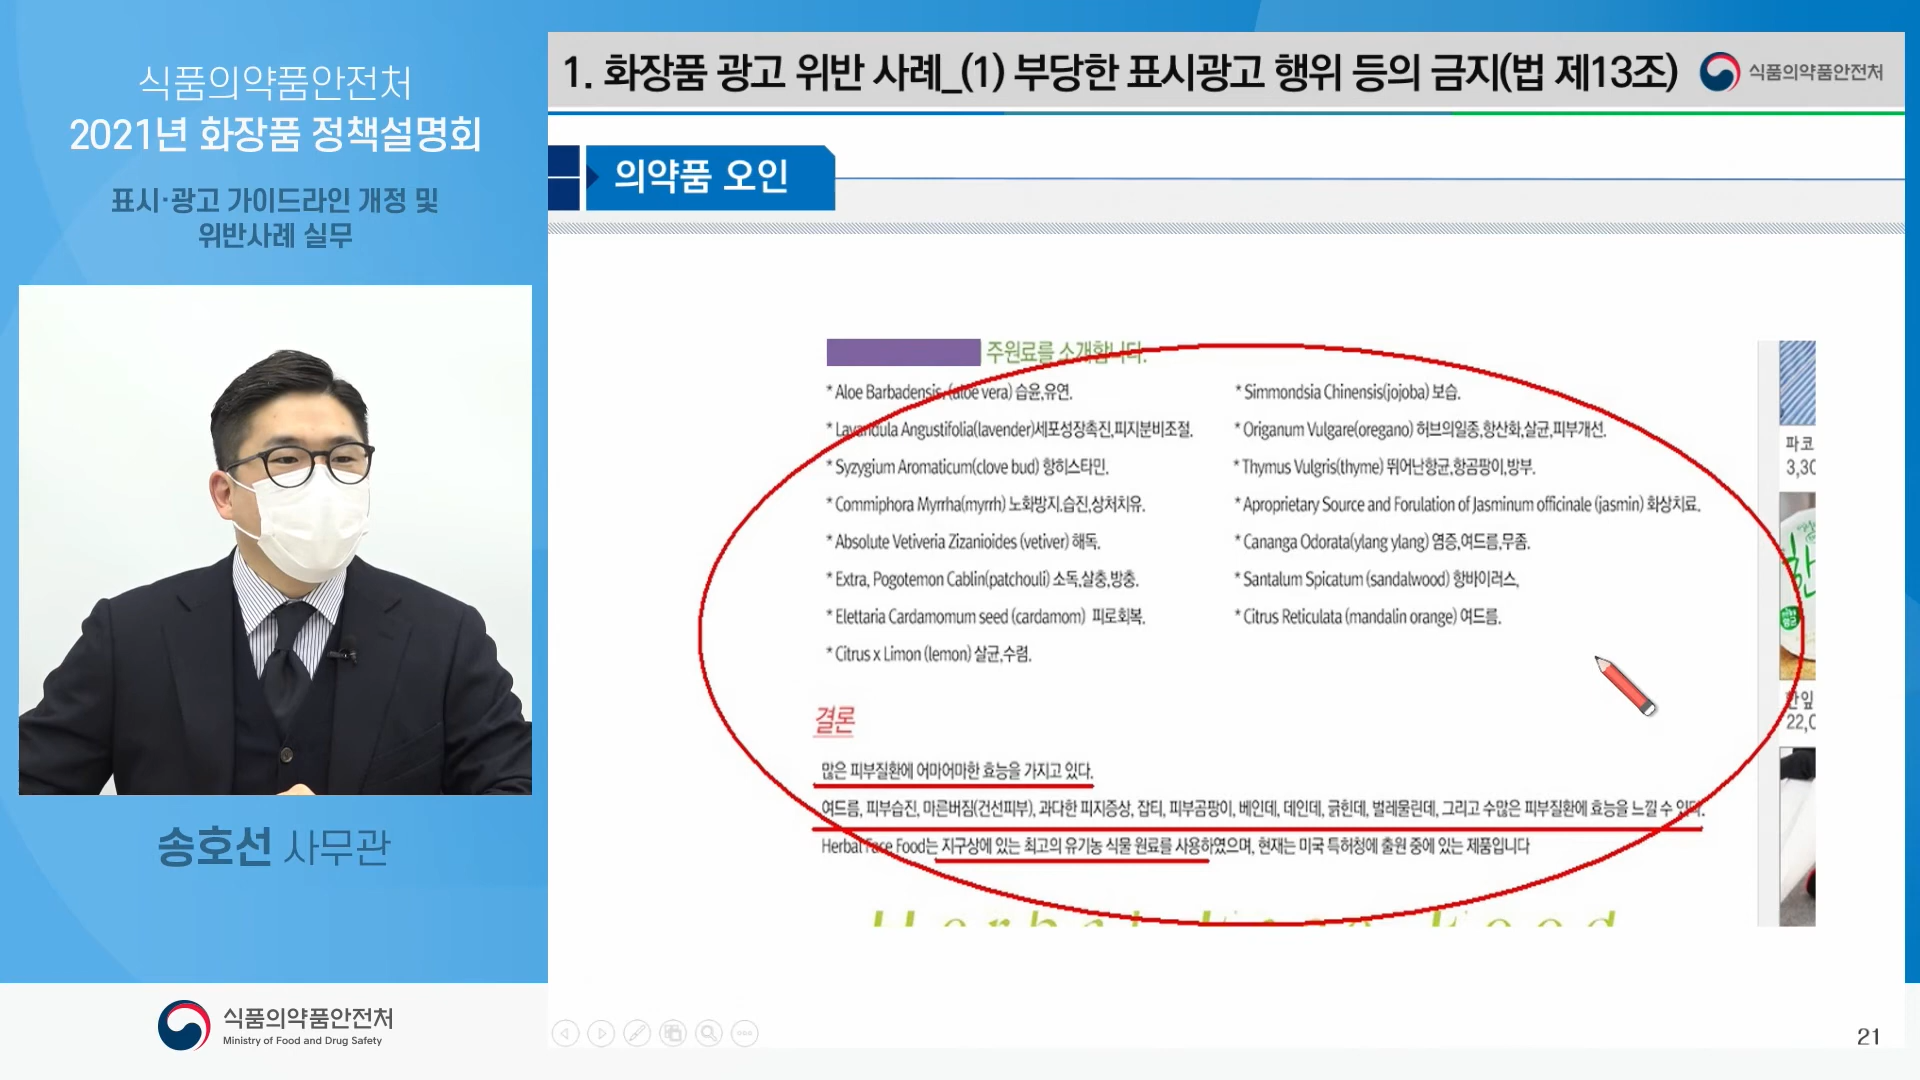 식품의약품안전처
2021년 화장품 정책설명회
표시·광고 가이드라인 개정 및
위반사례 실무
송호선 사무관
식품의약품안전처
Ministry of Food and Drug Safety
1. 화장품 광고 위반 사례_(1) 부당한 표시광고 행위 등의 금지(법 제13조)
식품의약품안전처
의약품 오인
주원료를 소개합니다.
* Aloe Barbadensis, (aloe vera) 습윤,유연.
* Lavandula Angustifolia(lavender)세포성장촉진,피지분비조절.
* Syzygium Aromaticum(clove bud) 항히스타민.
* Commiphora Myrrha(myrrh) 노화방지,습진,상처치유.
* Absolute Vetiveria Zizanioides (vetiver) 해독.
* Extra, Pogotemon Cablin(patchouli) 소독,살충,방충.
* Elettaria Cardamomum seed (cardamom) 피로회복.
* Citrus x Limon (lemon) 살균,수렴.
* Simmondsia Chinensis(jojoba) 보습.
* Origanum Vulgare(oregano) 허브의일종,항산화,살균,피부개선.
* Thymus Vulgris(thyme) 뛰어난항균,항곰팡이,방부.
* Aproprietary Source and Forulation of Jasminum officinale (jasmin) 화상치료.
* Cananga Odorata(ylang ylang) 염증,여드름,무좀.
* Santalum Spicatum (sandalwood) 항바이러스,
* Citrus Reticulata (mandalin orange) 여드름.
결론
많은 피부질환에 어마어마한 효능을 가지고 있다.
여드름, 피부습진, 마른버짐(건선피부), 과다한 피지증상, 잡티, 피부곰팡이, 베인데, 데인데, 긁힌데, 벌레물린데, 그리고 수많은 피부질환에 효능을 느낄 수 있다.
Herbal Face Food는 지구상에 있는 최고의 유기농 식물 원료를 사용하였으며, 현재는 미국 특허청에 출원 중에 있는 제품입니다
Herbal Face Food
파코
3,30
한잎
22,0
21